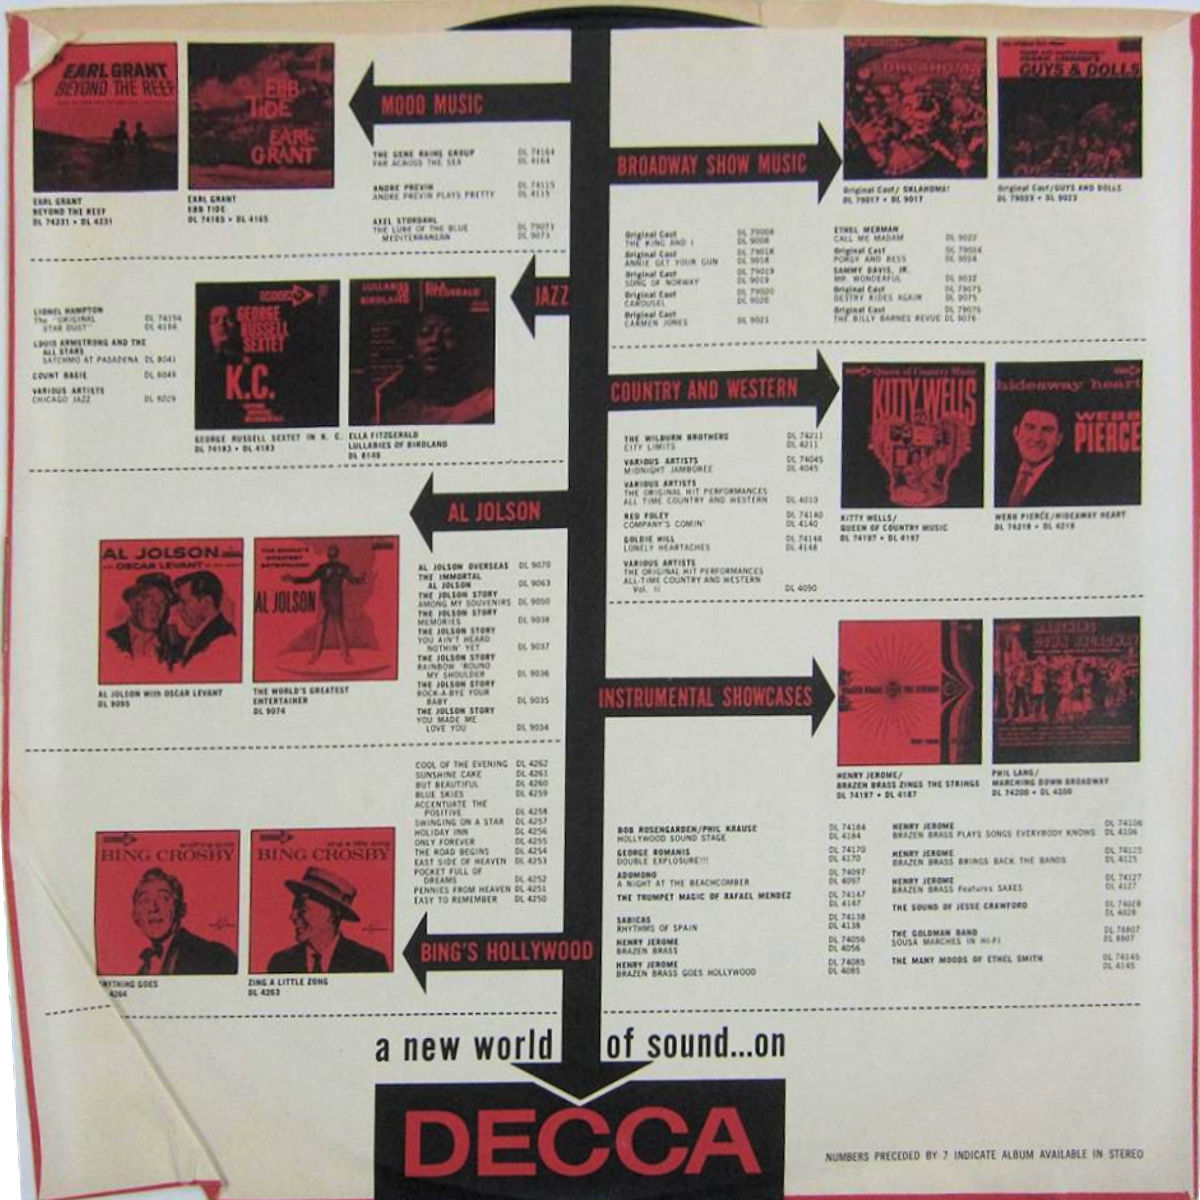 EARL GRANT
BEYOND THE REEF
EBB
TIDE
EARL
GRANT
EARL GRANT
BEYOND THE REEF
DL 74231 • DL 4231
EARL GRANT
EBB TIDE
DL 74165 • DL 4165
MOOD MUSIC
THE GENE RAINS GROUP DL 74164
FAR ACROSS THE SEA DL 4164
ANDRE PREVIN DL 74115
ANDRE PREVIN PLAYS PRETTY DL 4115
AXEL STORDAHL
THE LURE OF THE BLUE DL 79073
MEDITERRANEAN DL 9073
JAZZ
LIONEL HAMPTON
The "ORIGINAL DL 74194
STAR DUST" DL 4194
LOUIS ARMSTRONG AND THE
ALL STARS
SATCHMO AT PASADENA DL 8041
COUNT BASIE DL 8049
VARIOUS ARTISTS
CHICAGO JAZZ DL 8029
GEORGE
RUSSELL
SEXTET
K.C.
LULLABIES
OF
BIRDLAND
ELLA
FITZGERALD
GEORGE RUSSELL SEXTET IN K. C.
DL 74183 • DL 4183
ELLA FITZGERALD
LULLABIES OF BIRDLAND
DL 8149
AL JOLSON
AL JOLSON
OSCAR LEVANT
THE WORLD'S
GREATEST
ENTERTAINER
AL JOLSON
AL JOLSON With OSCAR LEVANT
DL 9095
THE WORLD'S GREATEST
ENTERTAINER
DL 9074
AL JOLSON OVERSEAS DL 9070
THE IMMORTAL
AL JOLSON DL 9063
THE JOLSON STORY
AMONG MY SOUVENIRS DL 9050
THE JOLSON STORY
MEMORIES DL 9038
THE JOLSON STORY
YOU AIN'T HEARD
NOTHIN' YET DL 9037
THE JOLSON STORY
RAINBOW 'ROUND
MY SHOULDER DL 9036
THE JOLSON STORY
ROCK-A-BYE YOUR
BABY DL 9035
THE JOLSON STORY
YOU MADE ME
LOVE YOU DL 9034
COOL OF THE EVENING DL 4262
SUNSHINE CAKE DL 4261
BUT BEAUTIFUL DL 4260
BLUE SKIES DL 4259
ACCENTUATE THE
POSITIVE DL 4258
SWINGING ON A STAR DL 4257
HOLIDAY INN DL 4256
ONLY FOREVER DL 4255
THE ROAD BEGINS DL 4254
EAST SIDE OF HEAVEN DL 4253
POCKET FULL OF
DREAMS DL 4252
PENNIES FROM HEAVEN DL 4251
EASY TO REMEMBER DL 4250
BING'S HOLLYWOOD
BING CROSBY
BING CROSBY
NYTHING GOES
4264
ZING A LITTLE ZONG
DL 4263
BROADWAY SHOW MUSIC
OKLAHOMA!
GUYS & DOLLS
Original Cast/ OKLAHOMA!
DL 79017 • DL 9017
Original Cast/GUYS AND DOLLS
DL 79023 • DL 9023
Original Cast DL 79008
THE KING AND I DL 9008
Original Cast DL 79018
ANNIE GET YOUR GUN DL 9018
Original Cast DL 79019
SONG OF NORWAY DL 9019
Original Cast DL 79020
CAROUSEL DL 9020
Original Cast
CARMEN JONES DL 9021
ETHEL MERMAN
CALL ME MADAM DL 9022
Original Cast DL 79024
PORGY AND BESS DL 9024
SAMMY DAVIS, JR.
MR. WONDERFUL DL 9032
Original Cast DL 79075
DESTRY RIDES AGAIN DL 9075
Original Cast DL 79076
THE BILLY BARNES REVUE DL 9076
COUNTRY AND WESTERN
Queen of Country Music
KITTY WELLS
hideaway heart
WEBB
PIERCE
KITTY WELLS/
QUEEN OF COUNTRY MUSIC
DL 74197 • DL 4197
WEBB PIERCE/HIDEAWAY HEART
DL 74218 • DL 4218
THE WILBURN BROTHERS DL 74211
CITY LIMITS DL 4211
VARIOUS ARTISTS DL 74045
MIDNIGHT JAMBOREE DL 4045
VARIOUS ARTISTS
THE ORIGINAL HIT PERFORMANCES
ALL TIME COUNTRY AND WESTERN DL 4010
RED FOLEY DL 74140
COMPANY'S COMIN' DL 4140
GOLDIE HILL DL 74148
LONELY HEARTACHES DL 4148
VARIOUS ARTISTS
THE ORIGINAL HIT PERFORMANCES
ALL-TIME COUNTRY AND WESTERN
Vol. II DL 4090
INSTRUMENTAL SHOWCASES
BRAZEN BRASS THE STRINGS
MARCHING
DOWN BROADWAY
HENRY JEROME/
BRAZEN BRASS ZINGS THE STRINGS
DL 74187 • DL 4187
PHIL LANG/
MARCHING DOWN BROADWAY
DL 74200 • DL 4200
BOB ROSENGARDEN/PHIL KRAUSE DL 74184
HOLLYWOOD SOUND STAGE DL 4184
GEORGE ROMANIS DL 74170
DOUBLE EXPLOSURE!!! DL 4170
ADOMONO DL 74097
A NIGHT AT THE BEACHCOMBER DL 4097
THE TRUMPET MAGIC OF RAFAEL MENDEZ DL 74147
DL 4147
SABICAS DL 74138
RHYTHMS OF SPAIN DL 4138
HENRY JEROME DL 74056
BRAZEN BRASS DL 4056
HENRY JEROME DL 74085
BRAZEN BRASS GOES HOLLYWOOD DL 4085
HENRY JEROME DL 74106
BRAZEN BRASS PLAYS SONGS EVERYBODY KNOWS DL 4106
HENRY JEROME DL 74125
BRAZEN BRASS BRINGS BACK THE BANDS DL 4125
HENRY JEROME DL 74127
BRAZEN BRASS Features SAXES DL 4127
THE SOUND OF JESSE CRAWFORD DL 74028
DL 4028
THE GOLDMAN BAND DL 78807
SOUSA MARCHES IN HI-FI DL 8807
THE MANY MOODS OF ETHEL SMITH DL 74145
DL 4145
a new world of sound...on
DECCA
NUMBERS PRECEDED BY 7 INDICATE ALBUM AVAILABLE IN STEREO